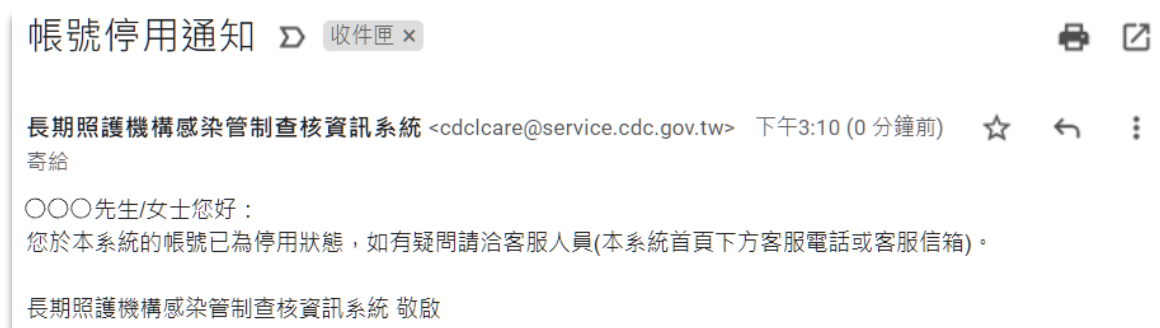 帳號停用通知 收件匣 ×
長期照護機構感染管制查核資訊系統 <cdclcare@service.cdc.gov.tw> 下午3:10 (0 分鐘前)
寄給
○○○先生/女士您好：
您於本系統的帳號已為停用狀態，如有疑問請洽客服人員(本系統首頁下方客服電話或客服信箱)。
長期照護機構感染管制查核資訊系統 敬啟